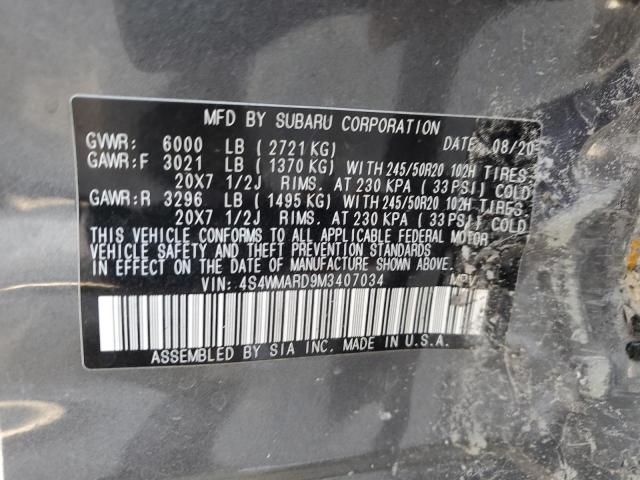 MFD BY SUBARU CORPORATION
GVWR: 6000 LB ( 2721 KG) DATE 08/20
GAWR:F 3021 LB ( 1370 KG) WITH 245/50R20 102H TIRES,
20X7 1/2J RIMS. AT 230 KPA ( 33 PSI) COLD
GAWR:R 3296 LB ( 1495 KG) WITH 245/50R20 102H TIRES,
20X7 1/2J RIMS. AT 230 KPA ( 33 PSI) COLD
THIS VEHICLE CONFORMS TO ALL APPLICABLE FEDERAL MOTOR
VEHICLE SAFETY AND THEFT PREVENTION STANDARDS
IN EFFECT ON THE DATE OF MANUFACTURE SHOWN ABOVE.
VIN: 4S4WMARD9M3407034 MPV
ASSEMBLED BY SIA INC. MADE IN U.S.A.